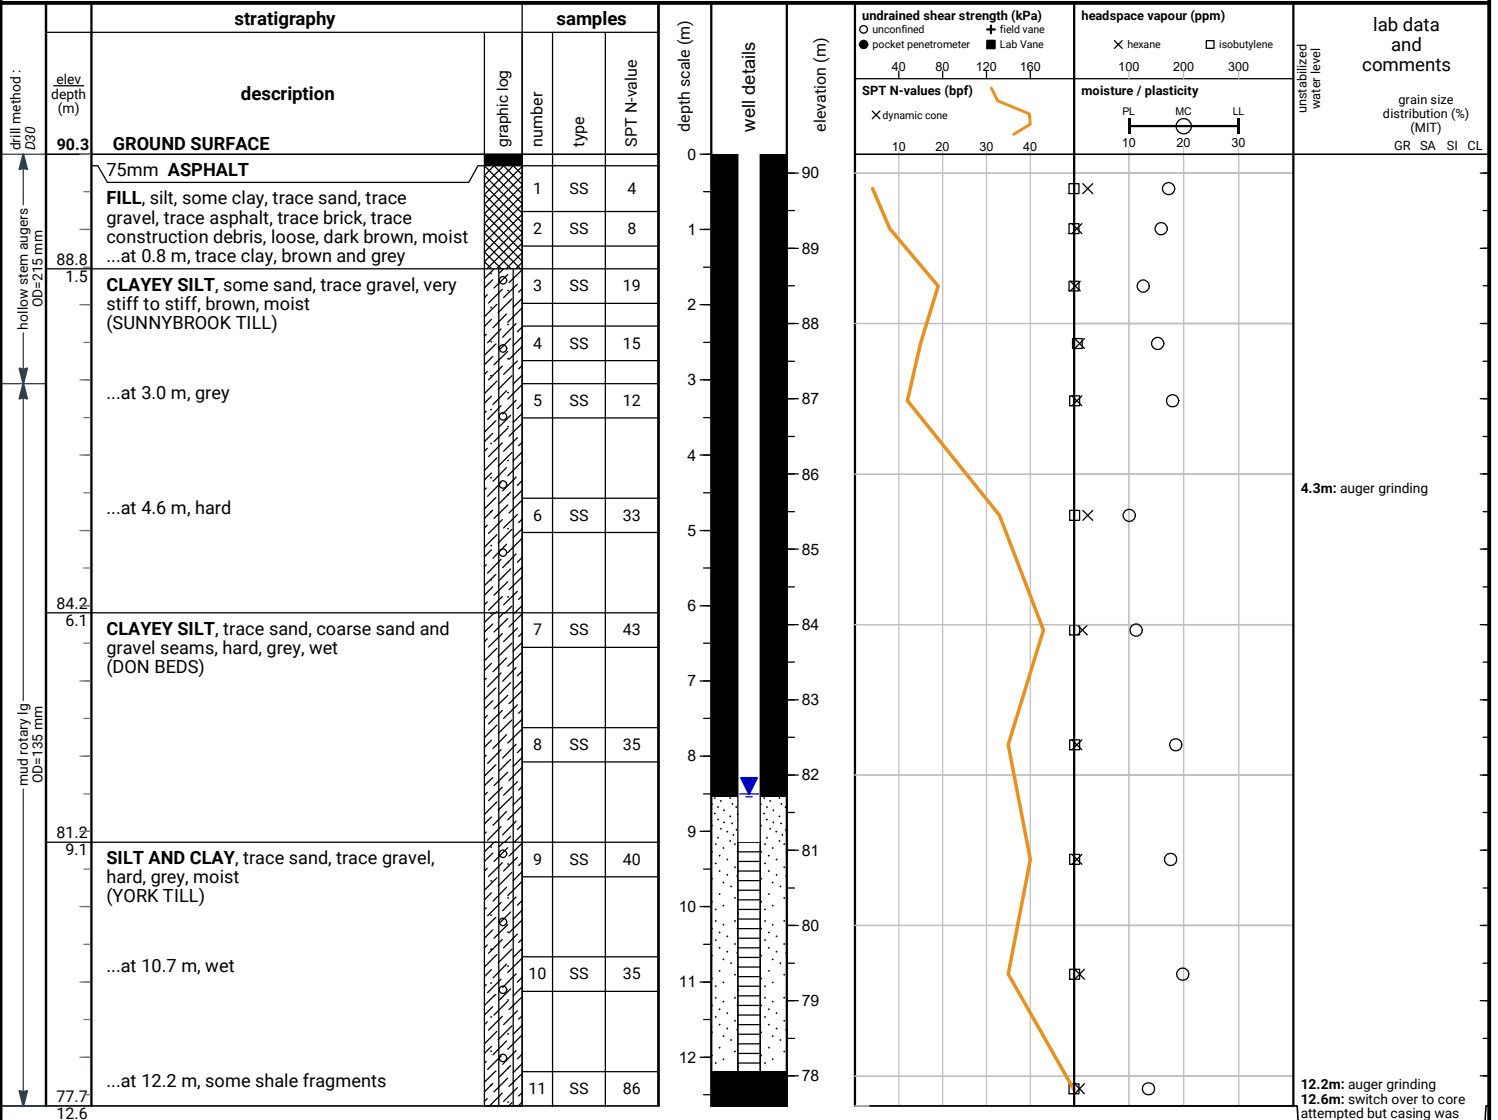 stratigraphy
samples
drill method :
D30
elev
depth
(m)
description
graphic log
number
type
SPT N-value
depth scale (m)
well details
elevation (m)
undrained shear strength (kPa)
unconfined
field vane
pocket penetrometer
Lab Vane
40 80 120 160
SPT N-values (bpf)
dynamic cone
10 20 30 40
headspace vapour (ppm)
hexane
isobutylene
100 200 300
moisture / plasticity
PL MC LL
10 20 30
unstabilized
water level
lab data
and
comments
grain size
distribution (%)
(MIT)
GR SA SI CL
90.3 GROUND SURFACE
75mm ASPHALT
FILL, silt, some clay, trace sand, trace
gravel, trace asphalt, trace brick, trace
construction debris, loose, dark brown, moist
...at 0.8 m, trace clay, brown and grey
88.8
1.5
CLAYEY SILT, some sand, trace gravel, very
stiff to stiff, brown, moist
(SUNNYBROOK TILL)
...at 3.0 m, grey
...at 4.6 m, hard
84.2
6.1
CLAYEY SILT, trace sand, coarse sand and
gravel seams, hard, grey, wet
(DON BEDS)
81.2
9.1
SILT AND CLAY, trace sand, trace gravel,
hard, grey, moist
(YORK TILL)
...at 10.7 m, wet
...at 12.2 m, some shale fragments
77.7
12.6
hollow stem augers
OD=215 mm
mud rotary lg
OD=135 mm
1 SS 4
2 SS 8
3 SS 19
4 SS 15
5 SS 12
6 SS 33
7 SS 43
8 SS 35
9 SS 40
10 SS 35
11 SS 86
0
1
2
3
4
5
6
7
8
9
10
11
12
90
89
88
87
86
85
84
83
82
81
80
79
78
4.3m: auger grinding
12.2m: auger grinding
12.6m: switch over to core
attempted but casing was